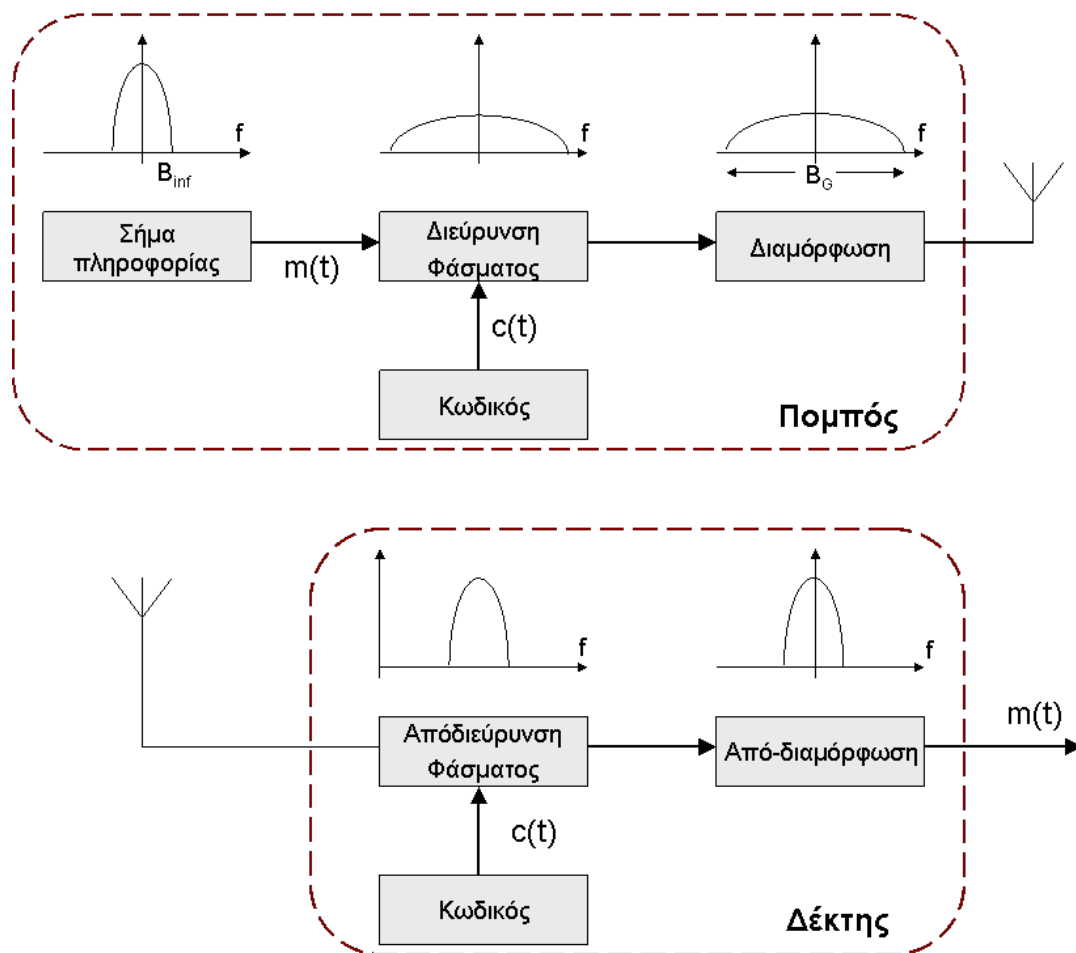 f
f
f
B_inf
B_G
Σήμα
πληροφορίας
m(t)
Διεύρυνση
Φάσματος
Διαμόρφωση
c(t)
Κωδικός
Πομπός
f
f
m(t)
Απόδιεύρυνση
Φάσματος
Από-διαμόρφωση
c(t)
Κωδικός
Δέκτης